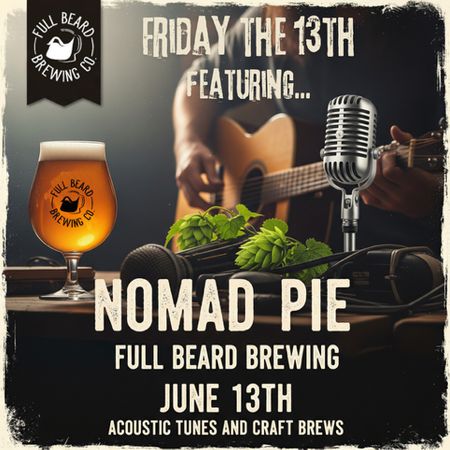 FULL BEARD
BREWING CO.
FRIDAY THE 13TH
FEATURING...
FULL BEARD
BREWING CO.
NOMAD PIE
FULL BEARD BREWING
JUNE 13TH
ACOUSTIC TUNES AND CRAFT BREWS